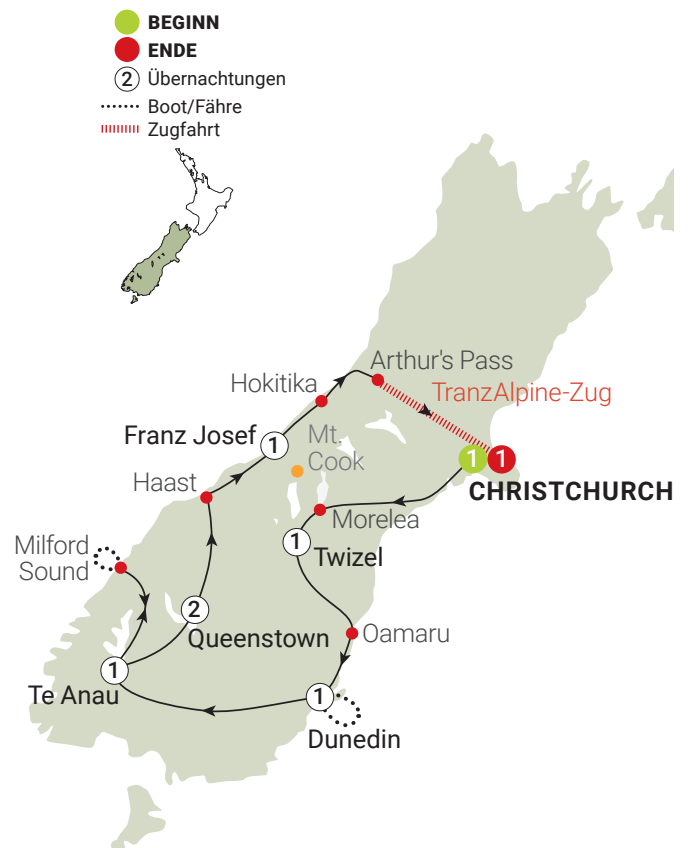 BEGINN
ENDE
2 Übernachtungen
Boot/Fähre
Zugfahrt
Arthur's Pass
TranzAlpine-Zug
Hokitika
Franz Josef
1
Mt.
Cook
1
1
CHRISTCHURCH
Haast
Morelea
1
Twizel
Milford
Sound
2
Queenstown
Oamaru
1
Te Anau
1
Dunedin